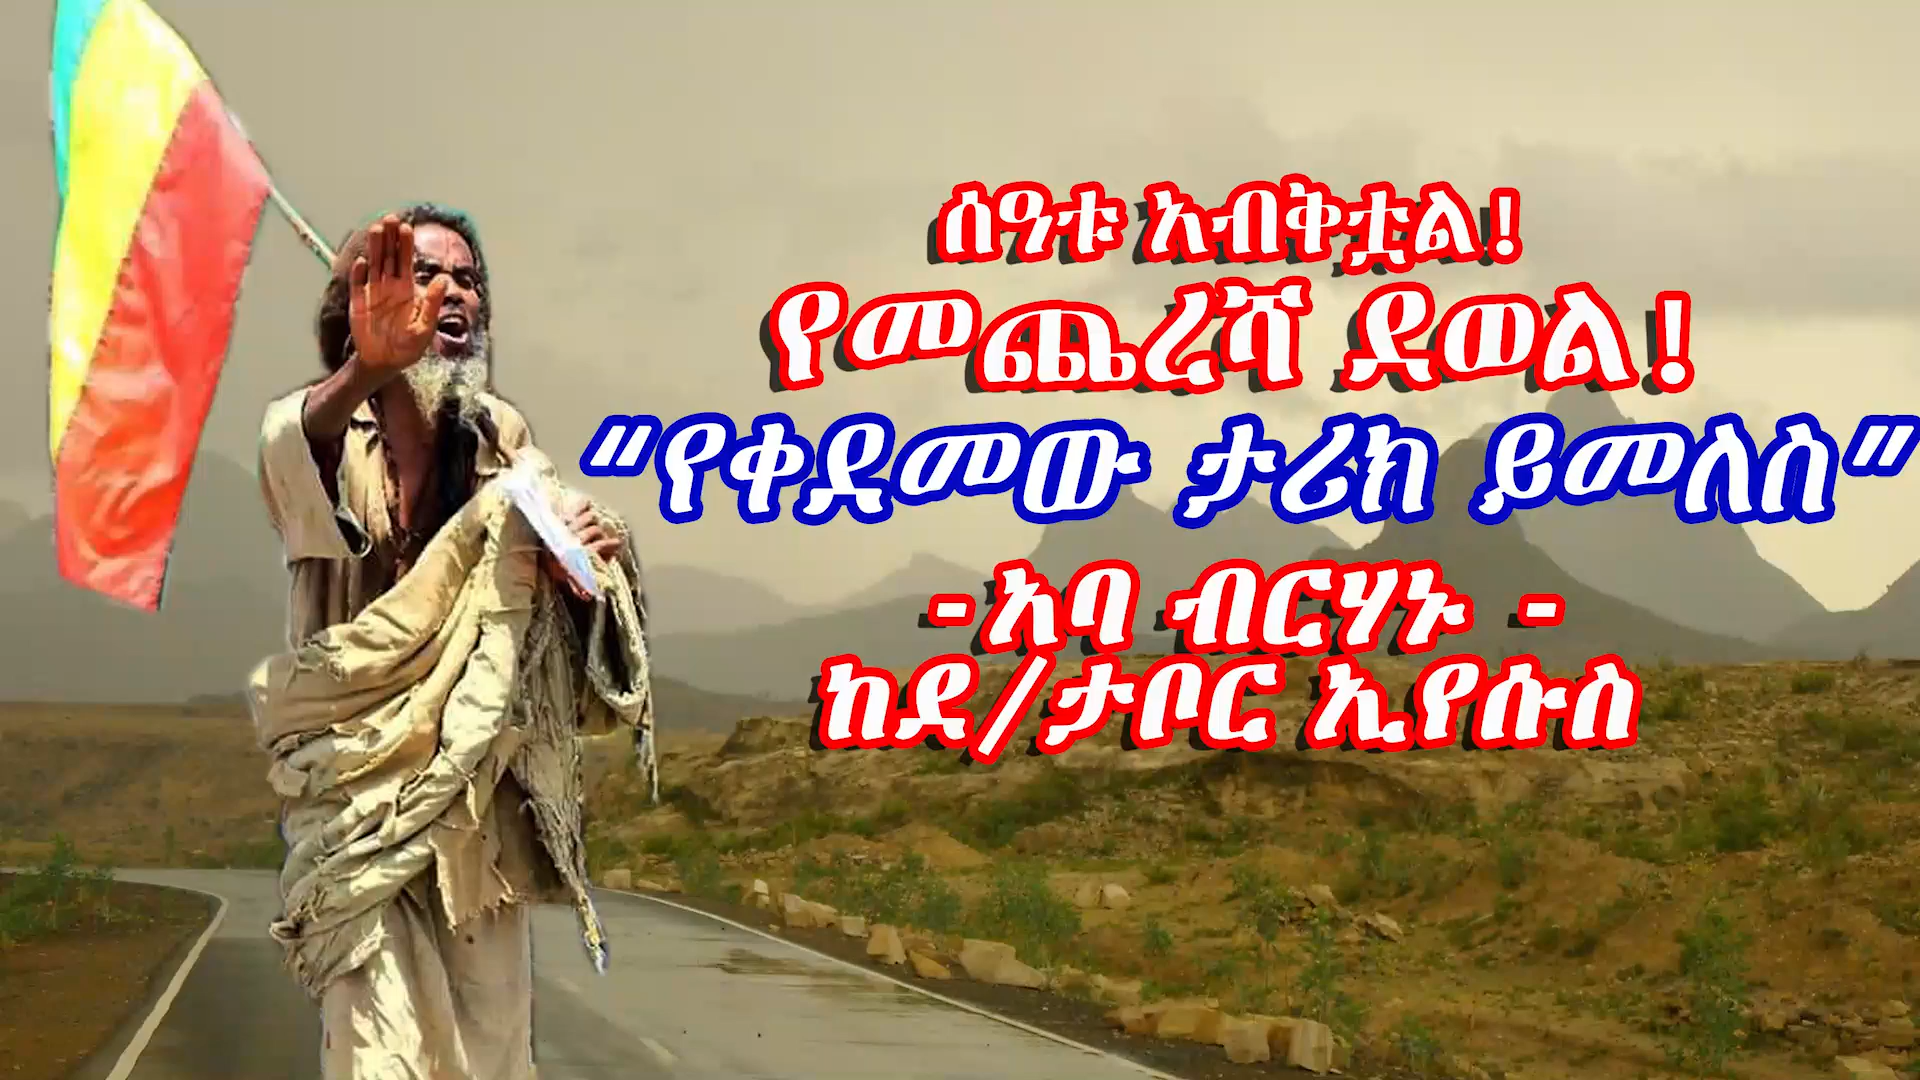 ሰዓቱ አብቅቷል!
የመጨረሻ ደወል!
"የቀደመው ታሪክ ይመለስ"
-አባ ብርሃኑ -
ከደ/ታቦር ኢየሱስ